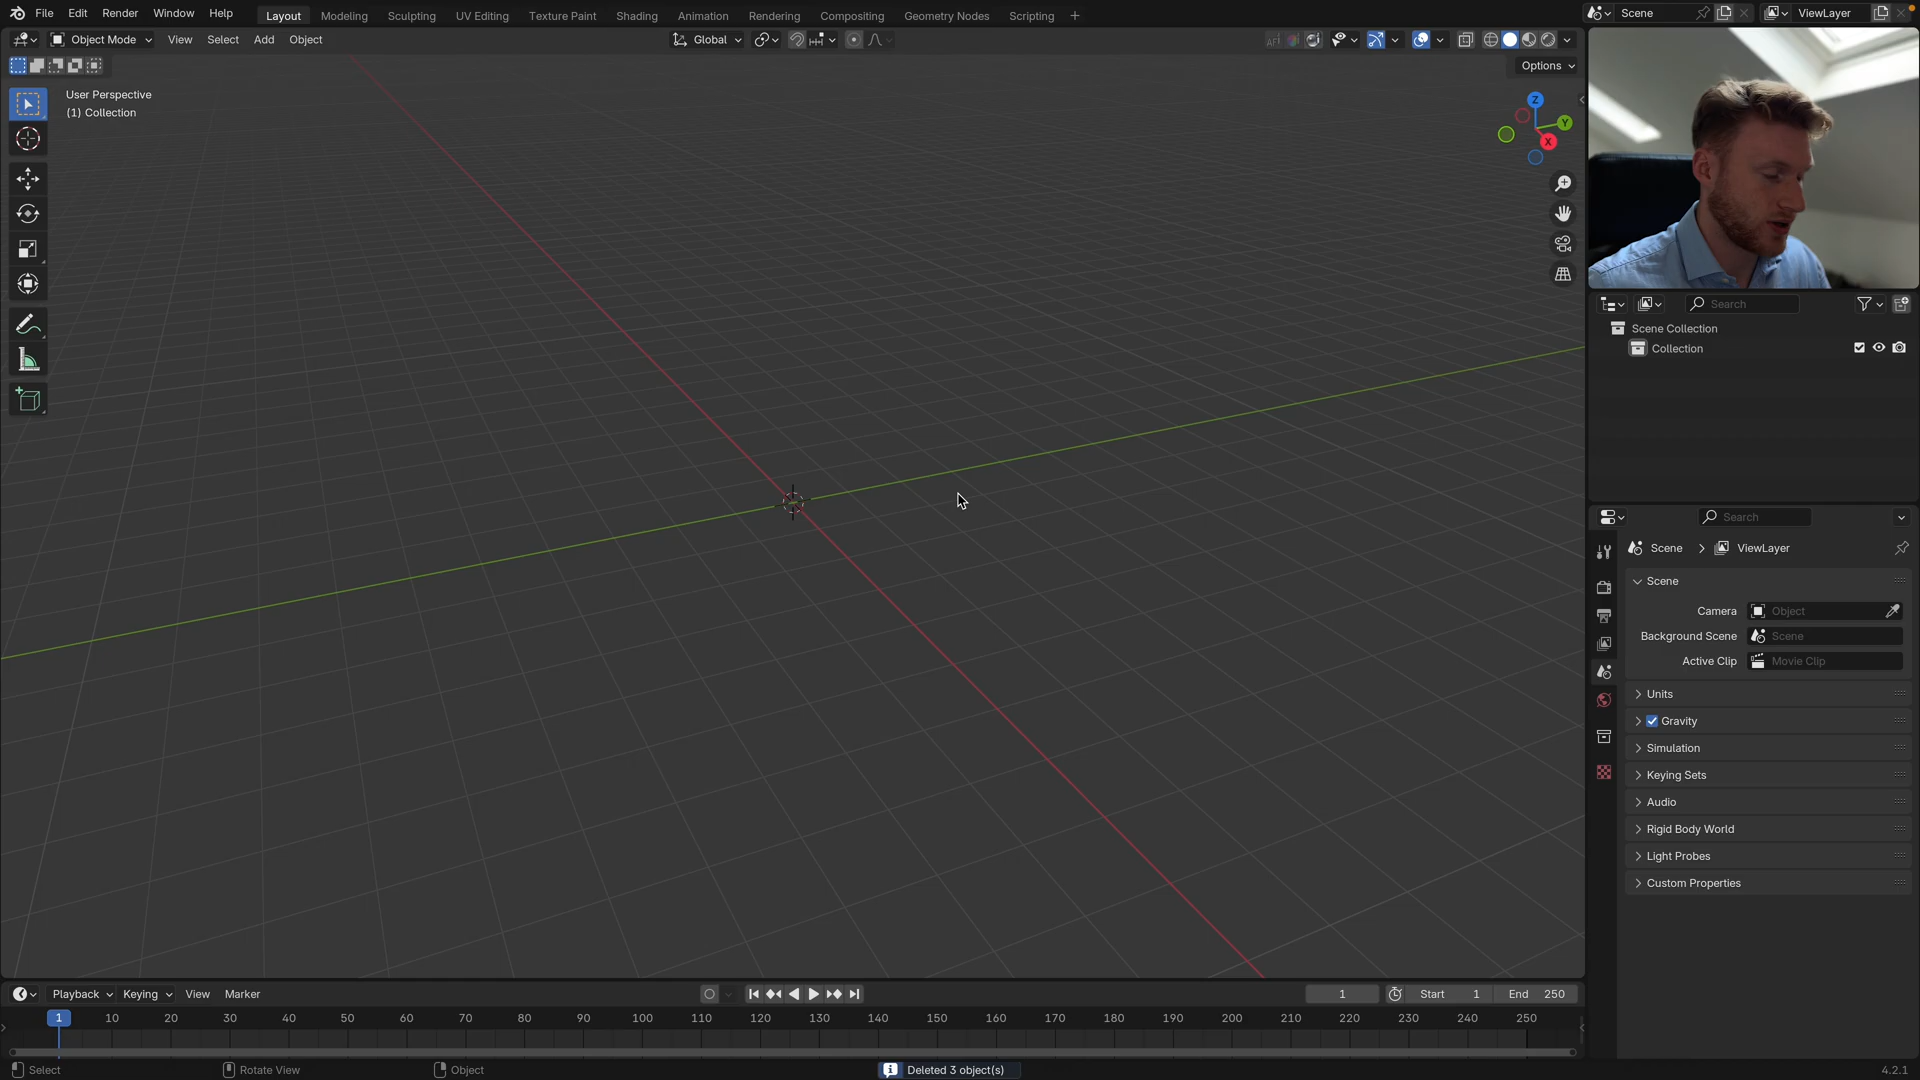 File Edit Render Window Help
Layout Modeling Sculpting UV Editing Texture Paint Shading Animation Rendering Compositing Geometry Nodes Scripting
Scene
ViewLayer
Object Mode View Select Add Object
Global
Options
User Perspective
(1) Collection
Z
Y
X
Search
Scene Collection
Collection
Search
Scene ViewLayer
Scene
Camera Object
Background Scene Scene
Active Clip Movie Clip
Units
Gravity
Simulation
Keying Sets
Audio
Rigid Body World
Light Probes
Custom Properties
Playback Keying View Marker
1 Start 1 End 250
1 10 20 30 40 50 60 70 80 90 100 110 120 130 140 150 160 170 180 190 200 210 220 230 240 250
Select Rotate View Object Deleted 3 object(s) 4.2.1